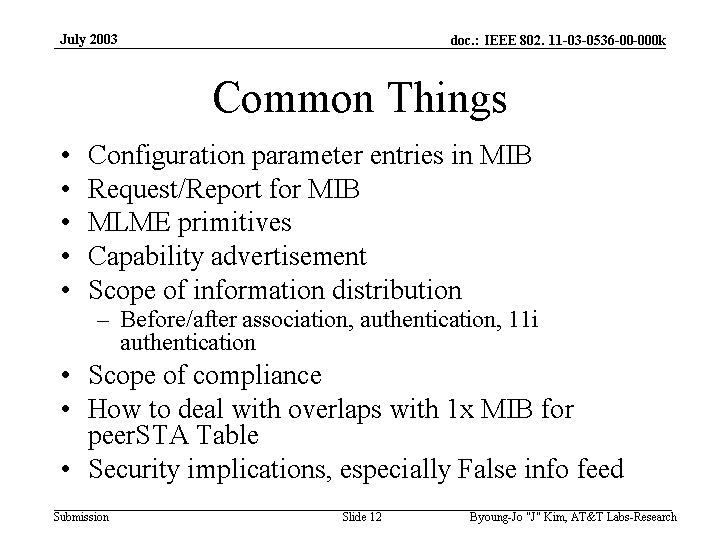 July 2003
doc. : IEEE 802. 11-03-0536-00-000k
Common Things
• Configuration parameter entries in MIB
• Request/Report for MIB
• MLME primitives
• Capability advertisement
• Scope of information distribution
– Before/after association, authentication, 11i
authentication
• Scope of compliance
• How to deal with overlaps with 1x MIB for
peer.STA Table
• Security implications, especially False info feed
Submission
Slide 12
Byoung-Jo "J" Kim, AT&T Labs-Research